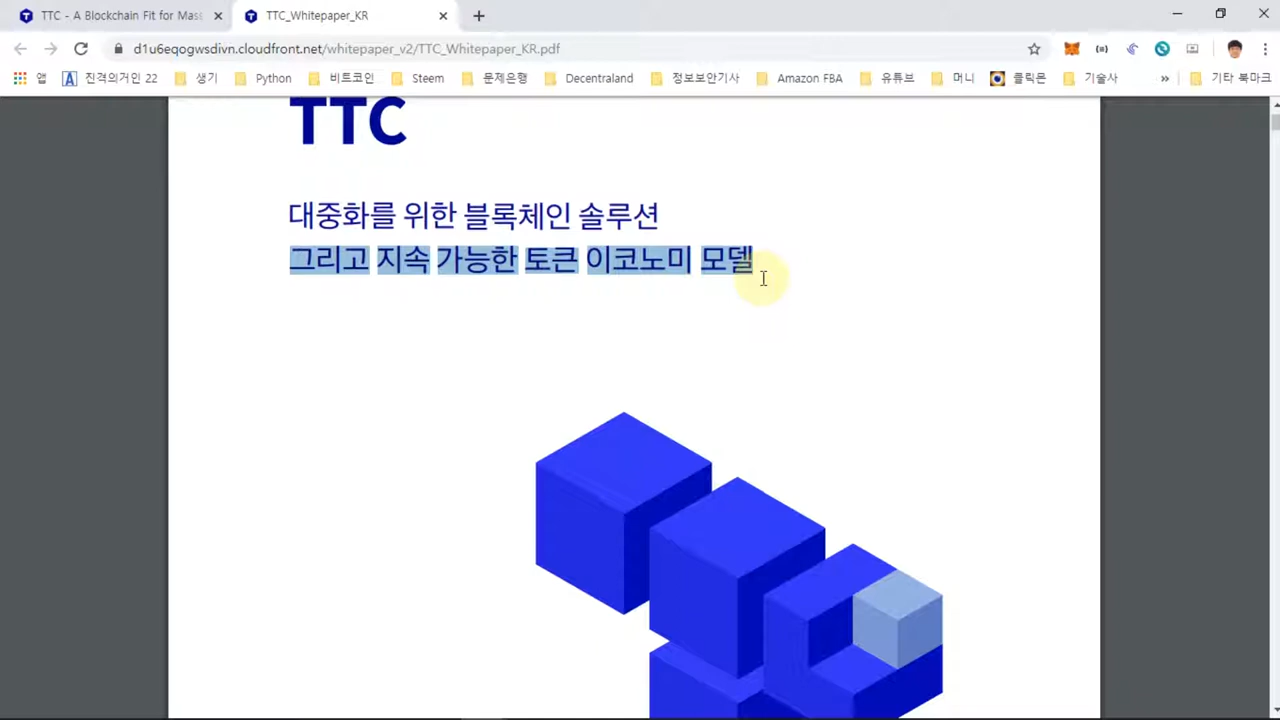 TTC - A Blockchain Fit for Mass
TTC_Whitepaper_KR
d1u6eqogwsdivn.cloudfront.net/whitepaper_v2/TTC_Whitepaper_KR.pdf
앱 진격의거인 22 생기 Python 비트코인 Steem 문제은행 Decentraland 정보보안기사 Amazon FBA 유튜브 머니 클릭몬 기술사 » 기타 북마크
TTC
대중화를 위한 블록체인 솔루션
그리고 지속 가능한 토큰 이코노미 모델